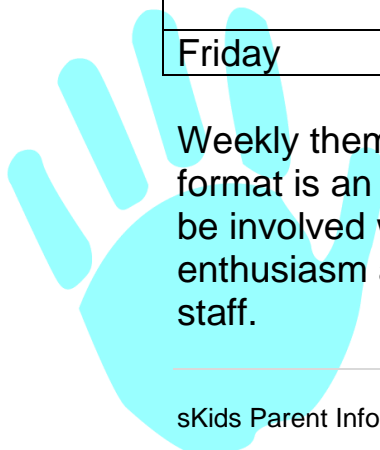 Friday
Weekly them
format is an
be involved
enthusiasm
staff.
sKids Parent Info